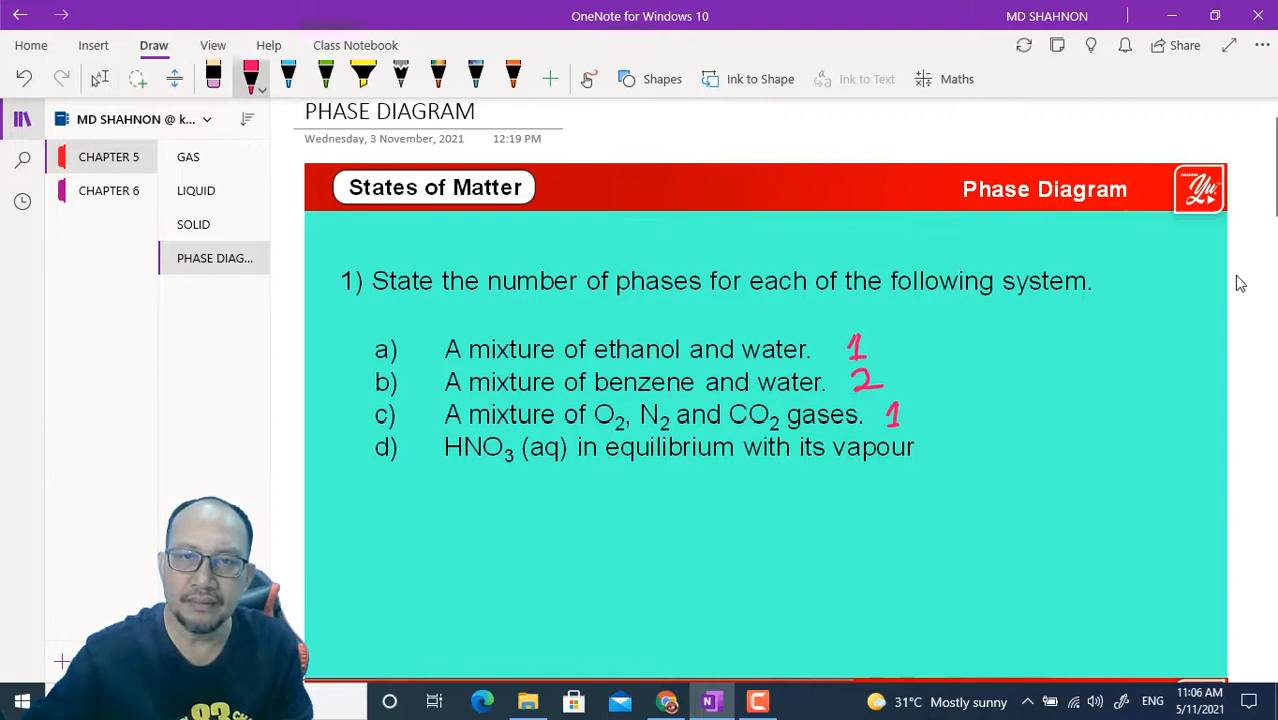 OneNote for Windows 10
MD SHAHNON
Home Insert Draw View Help Class Notebook
Share
Shapes Ink to Shape Ink to Text Maths
MD SHAHNON @ k...
CHAPTER 5
CHAPTER 6
GAS
LIQUID
SOLID
PHASE DIAG...
PHASE DIAGRAM
Wednesday, 3 November, 2021 12:19 PM
States of Matter Phase Diagram
1) State the number of phases for each of the following system.
a) A mixture of ethanol and water. 1
b) A mixture of benzene and water. 2
c) A mixture of O₂, N₂ and CO₂ gases. 1
d) HNO₃ (aq) in equilibrium with its vapour
31°C Mostly sunny
ENG
11:06 AM
5/11/2021